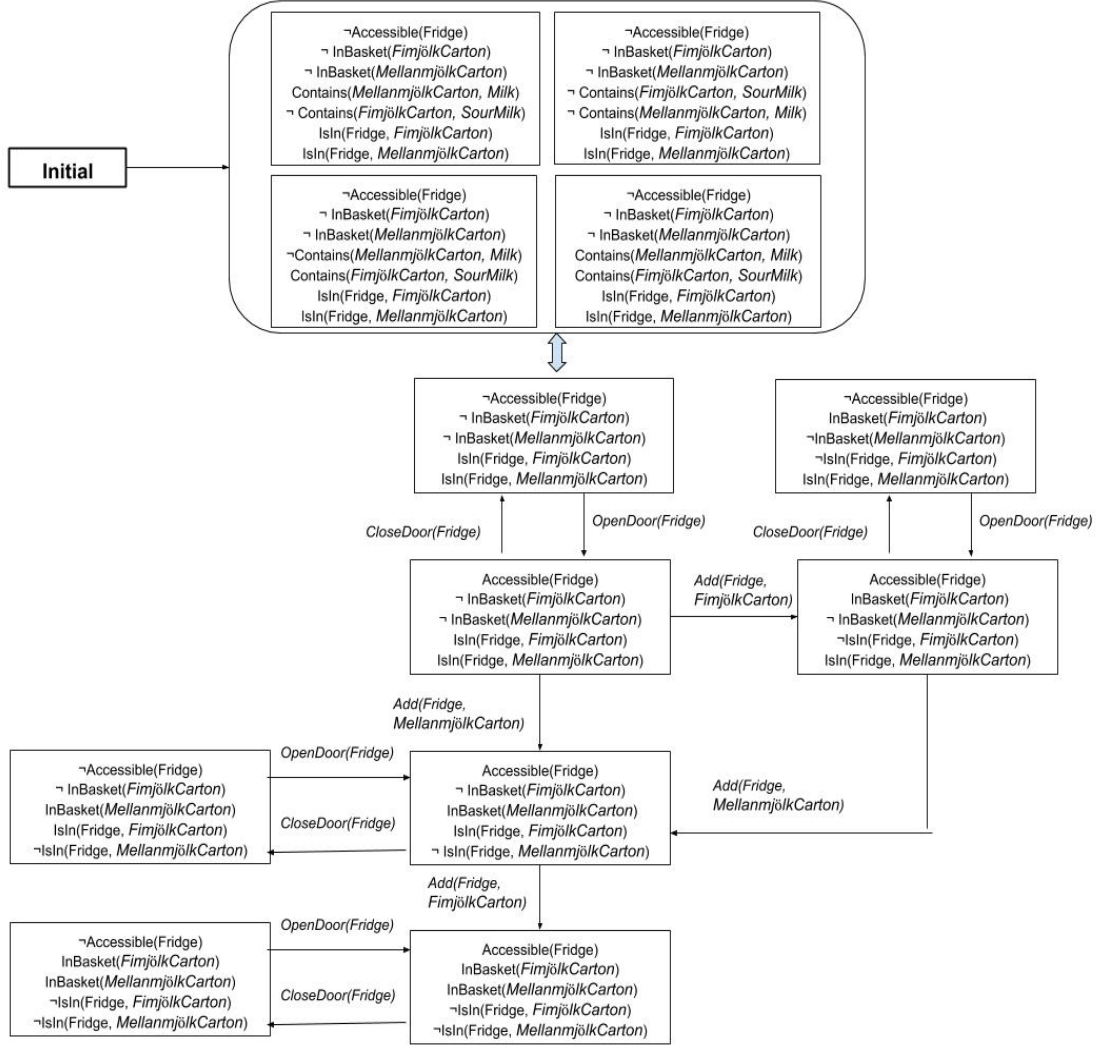 ¬Accessible(Fridge)
¬ InBasket(FimjölkCarton)
¬ InBasket(MellanmjölkCarton)
Contains(MellanmjölkCarton, Milk)
¬ Contains(FimjölkCarton, SourMilk)
IsIn(Fridge, FimjölkCarton)
IsIn(Fridge, MellanmjölkCarton)
¬Accessible(Fridge)
¬ InBasket(FimjölkCarton)
¬ InBasket(MellanmjölkCarton)
¬ Contains(FimjölkCarton, SourMilk)
¬ Contains(MellanmjölkCarton, Milk)
IsIn(Fridge, FimjölkCarton)
IsIn(Fridge, MellanmjölkCarton)
Initial
¬Accessible(Fridge)
¬ InBasket(FimjölkCarton)
¬ InBasket(MellanmjölkCarton)
¬Contains(MellanmjölkCarton, Milk)
Contains(FimjölkCarton, SourMilk)
IsIn(Fridge, FimjölkCarton)
IsIn(Fridge, MellanmjölkCarton)
¬Accessible(Fridge)
¬ InBasket(FimjölkCarton)
¬ InBasket(MellanmjölkCarton)
Contains(MellanmjölkCarton, Milk)
Contains(FimjölkCarton, SourMilk)
IsIn(Fridge, FimjölkCarton)
IsIn(Fridge, MellanmjölkCarton)
¬Accessible(Fridge)
¬ InBasket(FimjölkCarton)
¬ InBasket(MellanmjölkCarton)
IsIn(Fridge, FimjölkCarton)
IsIn(Fridge, MellanmjölkCarton)
¬Accessible(Fridge)
InBasket(FimjölkCarton)
¬InBasket(MellanmjölkCarton)
¬IsIn(Fridge, FimjölkCarton)
IsIn(Fridge, MellanmjölkCarton)
CloseDoor(Fridge)
OpenDoor(Fridge)
CloseDoor(Fridge)
OpenDoor(Fridge)
Accessible(Fridge)
¬ InBasket(FimjölkCarton)
¬ InBasket(MellanmjölkCarton)
IsIn(Fridge, FimjölkCarton)
IsIn(Fridge, MellanmjölkCarton)
Add(Fridge,
FimjölkCarton)
Accessible(Fridge)
InBasket(FimjölkCarton)
¬ InBasket(MellanmjölkCarton)
¬IsIn(Fridge, FimjölkCarton)
IsIn(Fridge, MellanmjölkCarton)
Add(Fridge,
MellanmjölkCarton)
¬Accessible(Fridge)
¬ InBasket(FimjölkCarton)
InBasket(MellanmjölkCarton)
IsIn(Fridge, FimjölkCarton)
¬IsIn(Fridge, MellanmjölkCarton)
OpenDoor(Fridge)
CloseDoor(Fridge)
Accessible(Fridge)
¬ InBasket(FimjölkCarton)
InBasket(MellanmjölkCarton)
IsIn(Fridge, FimjölkCarton)
¬ IsIn(Fridge, MellanmjölkCarton)
Add(Fridge,
MellanmjölkCarton)
Add(Fridge,
FimjölkCarton)
¬Accessible(Fridge)
InBasket(FimjölkCarton)
InBasket(MellanmjölkCarton)
¬IsIn(Fridge, FimjölkCarton)
¬IsIn(Fridge, MellanmjölkCarton)
OpenDoor(Fridge)
CloseDoor(Fridge)
Accessible(Fridge)
InBasket(FimjölkCarton)
InBasket(MellanmjölkCarton)
¬IsIn(Fridge, FimjölkCarton)
¬IsIn(Fridge, MellanmjölkCarton)